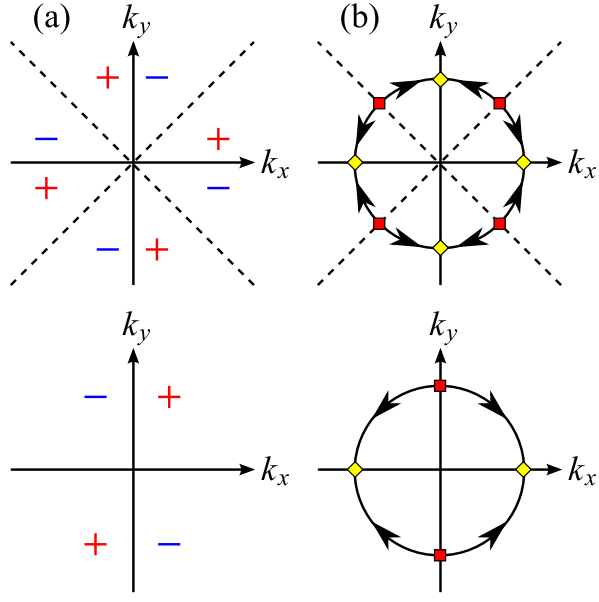 (a)
k_y
(b)
k_y
+ −
+ −
− +
k_x
k_x
+ −
− +
k_y
k_y
− +
k_x
k_x
+ −